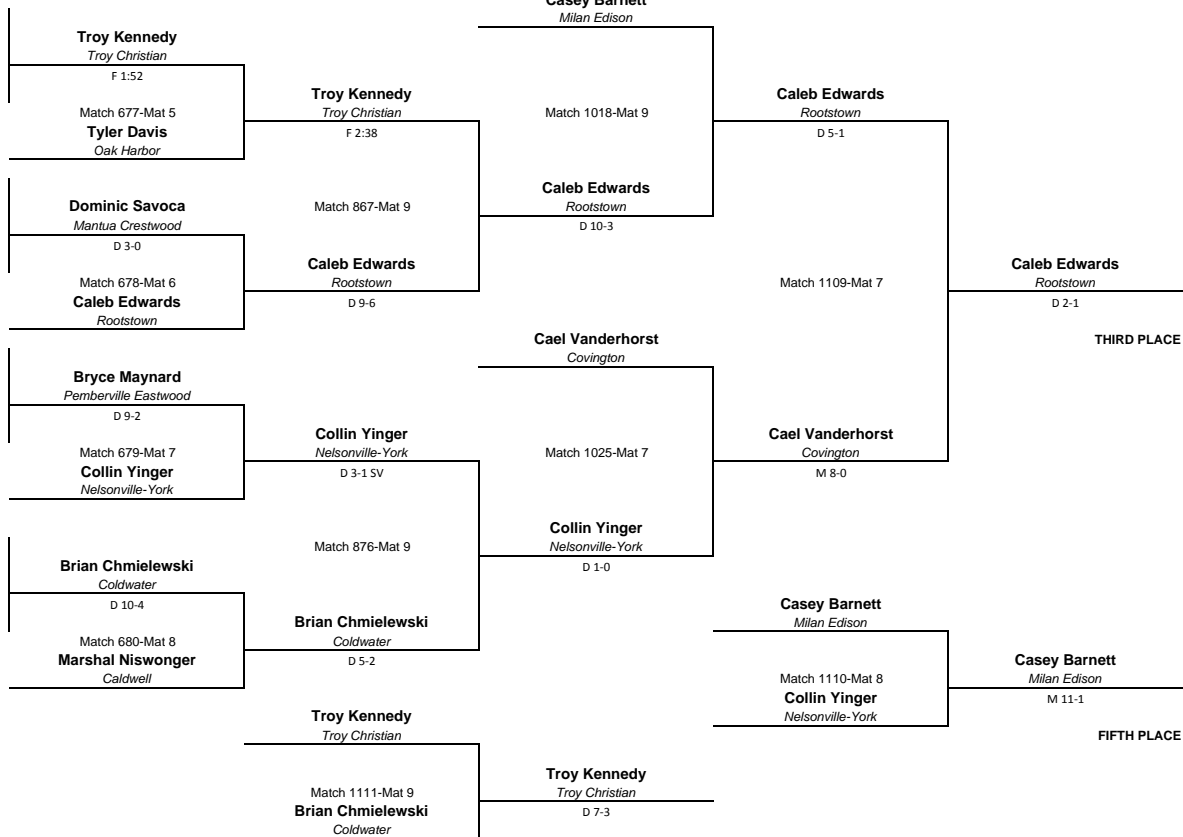 Troy Kennedy
Troy Christian
F 1:52
Match 677-Mat 5
Tyler Davis
Oak Harbor
Dominic Savoca
Mantua Crestwood
D 3-0
Match 678-Mat 6
Caleb Edwards
Rootstown
Bryce Maynard
Pemberville Eastwood
D 9-2
Match 679-Mat 7
Collin Yinger
Nelsonville-York
Brian Chmielewski
Coldwater
D 10-4
Match 680-Mat 8
Marshal Niswonger
Caldwell
Troy Kennedy
Troy Christian
F 2:38
Match 867-Mat 9
Caleb Edwards
Rootstown
D 9-6
Collin Yinger
Nelsonville-York
D 3-1 SV
Match 876-Mat 9
Brian Chmielewski
Coldwater
D 5-2
Troy Kennedy
Troy Christian
Match 1111-Mat 9
Brian Chmielewski
Coldwater
Casey Barnett
Milan Edison
Match 1018-Mat 9
Caleb Edwards
Rootstown
D 10-3
Cael Vanderhorst
Covington
Match 1025-Mat 7
Collin Yinger
Nelsonville-York
D 1-0
Troy Kennedy
Troy Christian
D 7-3
Caleb Edwards
Rootstown
D 5-1
Match 1109-Mat 7
Cael Vanderhorst
Covington
M 8-0
Casey Barnett
Milan Edison
Match 1110-Mat 8
Collin Yinger
Nelsonville-York
Caleb Edwards
Rootstown
D 2-1
THIRD PLACE
Casey Barnett
Milan Edison
M 11-1
FIFTH PLACE